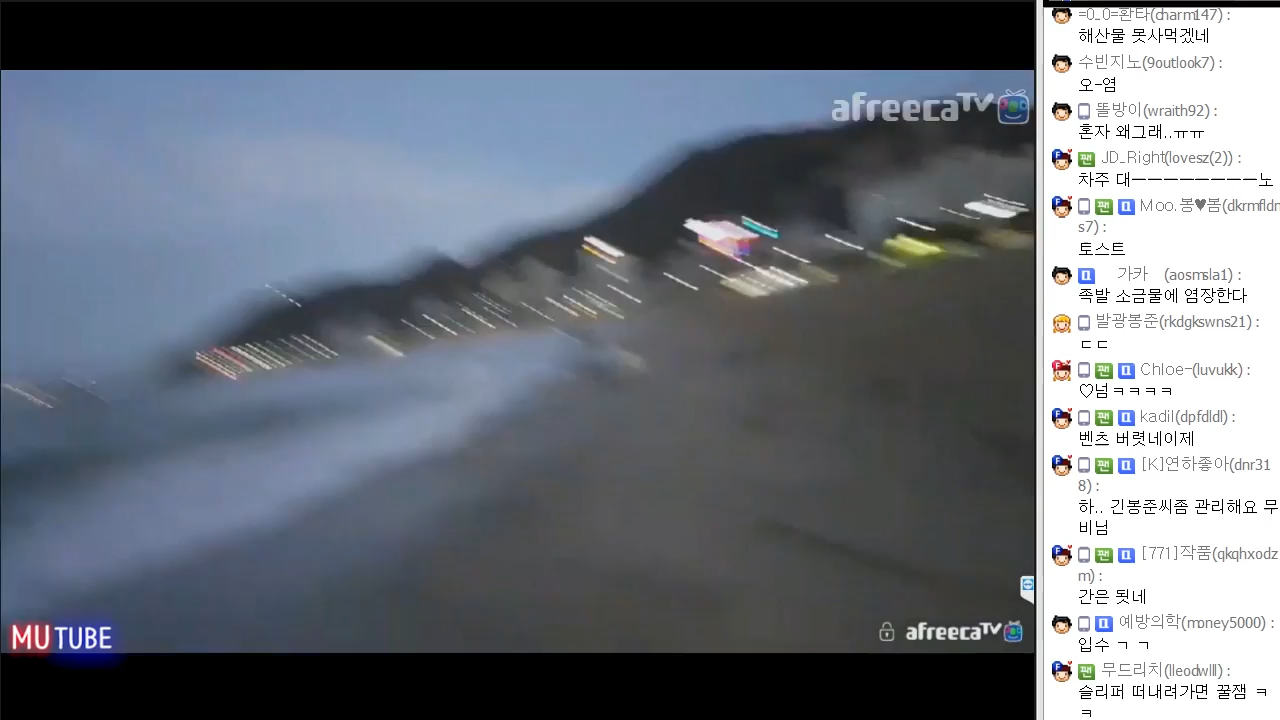 afreecaTV
MUTUBE
afreecaTV
=0_0=환타(charm147) :
해산물 못사먹겠네
수빈지노(9outlook7) :
오-염
똘방이(wraith92) :
혼자 왜그래..ㅠㅠ
팬 JD_Right(lovesz(2)) :
차주 대ㅡㅡㅡㅡㅡㅡㅡㅡ노
팬 Moo.봉♥봄(dkrmfldm
s7) :
토스트
가카 (aosmsla1) :
족발 소금물에 염장한다
발광봉준(rkdgkswns21) :
ㄷㄷ
팬 Chloe-(luvukk) :
♡넘ㅋㅋㅋㅋ
팬 kadil(dpfdldl) :
벤츠 버렷네이제
팬 [K]연하좋아(dnr31
8) :
하.. 긴봉준씨좀 관리해요 무
비님
팬 [771]작품(qkqhxodz
m) :
간은 됫네
예방의학(money5000) :
입수 ㄱ ㄱ
팬 무드리치(lleodwlll) :
슬리퍼 떠내려가면 꿀잼 ㅋ
ㅋ